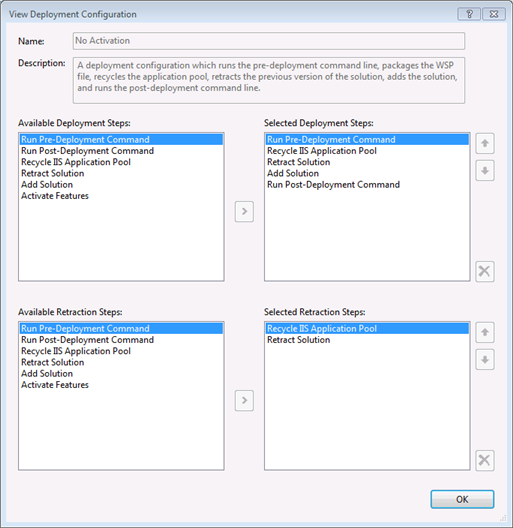 View Deployment Configuration
Name:
No Activation
Description:
A deployment configuration which runs the pre-deployment command line, packages the WSP
file, recycles the application pool, retracts the previous version of the solution, adds the solution,
and runs the post-deployment command line.
Available Deployment Steps:
Run Pre-Deployment Command
Run Post-Deployment Command
Recycle IIS Application Pool
Retract Solution
Add Solution
Activate Features
Selected Deployment Steps:
Run Pre-Deployment Command
Recycle IIS Application Pool
Retract Solution
Add Solution
Run Post-Deployment Command
Available Retraction Steps:
Run Pre-Deployment Command
Run Post-Deployment Command
Recycle IIS Application Pool
Retract Solution
Add Solution
Activate Features
Selected Retraction Steps:
Recycle IIS Application Pool
Retract Solution
OK